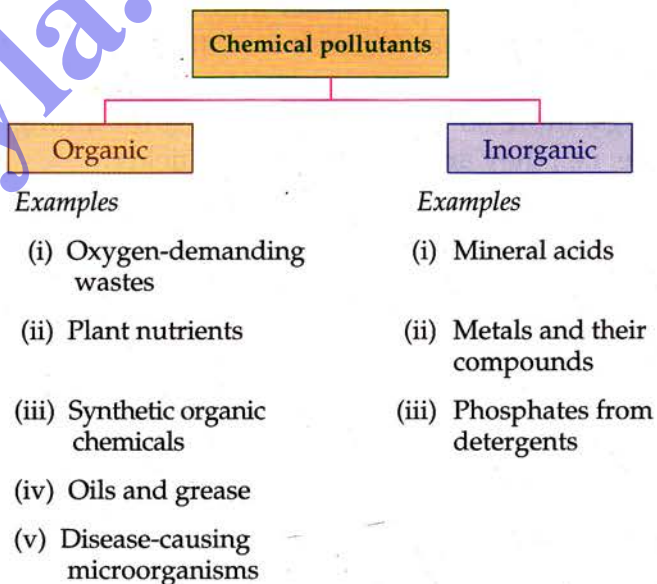 Chemical pollutants
Organic
Examples
(i) Oxygen-demanding
wastes
(ii) Plant nutrients
(iii) Synthetic organic
chemicals
(iv) Oils and grease
(v) Disease-causing
microorganisms
Inorganic
Examples
(i) Mineral acids
(ii) Metals and their
compounds
(iii) Phosphates from
detergents